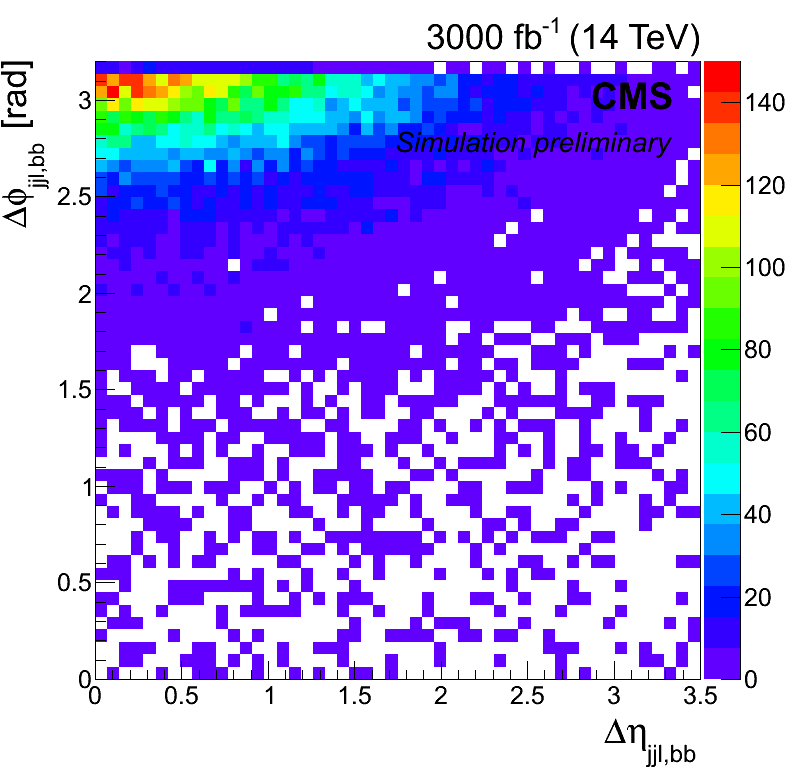 3000 fb⁻¹ (14 TeV)
CMS
Simulation preliminary
Δϕjjl,bb [rad]
3
2.5
2
1.5
1
0.5
0
0 0.5 1 1.5 2 2.5 3 3.5
Δηjjl,bb
140
120
100
80
60
40
20
0